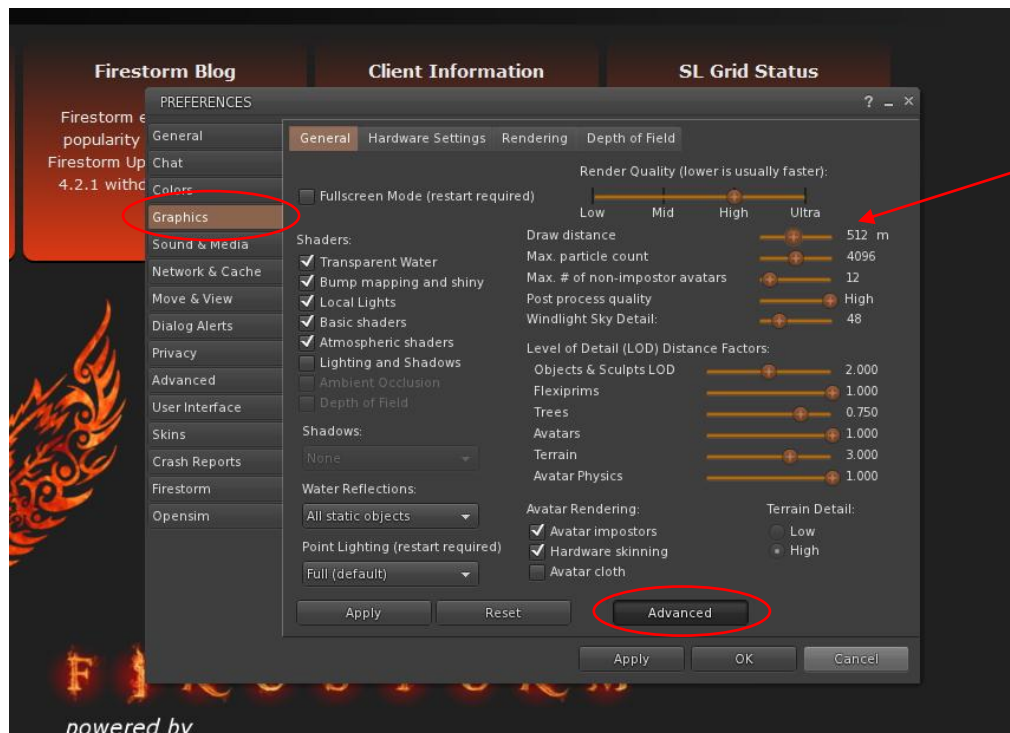 Firestorm Blog
Client Information
SL Grid Status
Firestorm e
popularity
Firestorm Up
4.2.1 withd
PREFERENCES
?
General
Chat
Colors
Graphics
Sound & Media
Network & Cache
Move & View
Dialog Alerts
Privacy
Advanced
User Interface
Skins
Crash Reports
Firestorm
Opensim
General Hardware Settings Rendering Depth of Field
Fullscreen Mode (restart required)
Render Quality (lower is usually faster):
Low Mid High Ultra
Shaders:
Transparent Water
Bump mapping and shiny
Local Lights
Basic shaders
Atmospheric shaders
Lighting and Shadows
Ambient Occlusion
Depth of Field
Shadows:
None
Water Reflections:
All static objects
Point Lighting (restart required)
Full (default)
Draw distance 512 m
Max. particle count 4096
Max. # of non-impostor avatars 12
Post process quality High
Windlight Sky Detail: 48
Level of Detail (LOD) Distance Factors:
Objects & Sculpts LOD 2.000
Flexiprims 1.000
Trees 0.750
Avatars 1.000
Terrain 3.000
Avatar Physics 1.000
Avatar Rendering:
Avatar impostors
Hardware skinning
Avatar cloth
Terrain Detail:
Low
High
Apply Reset Advanced
Apply OK Cancel
powered by